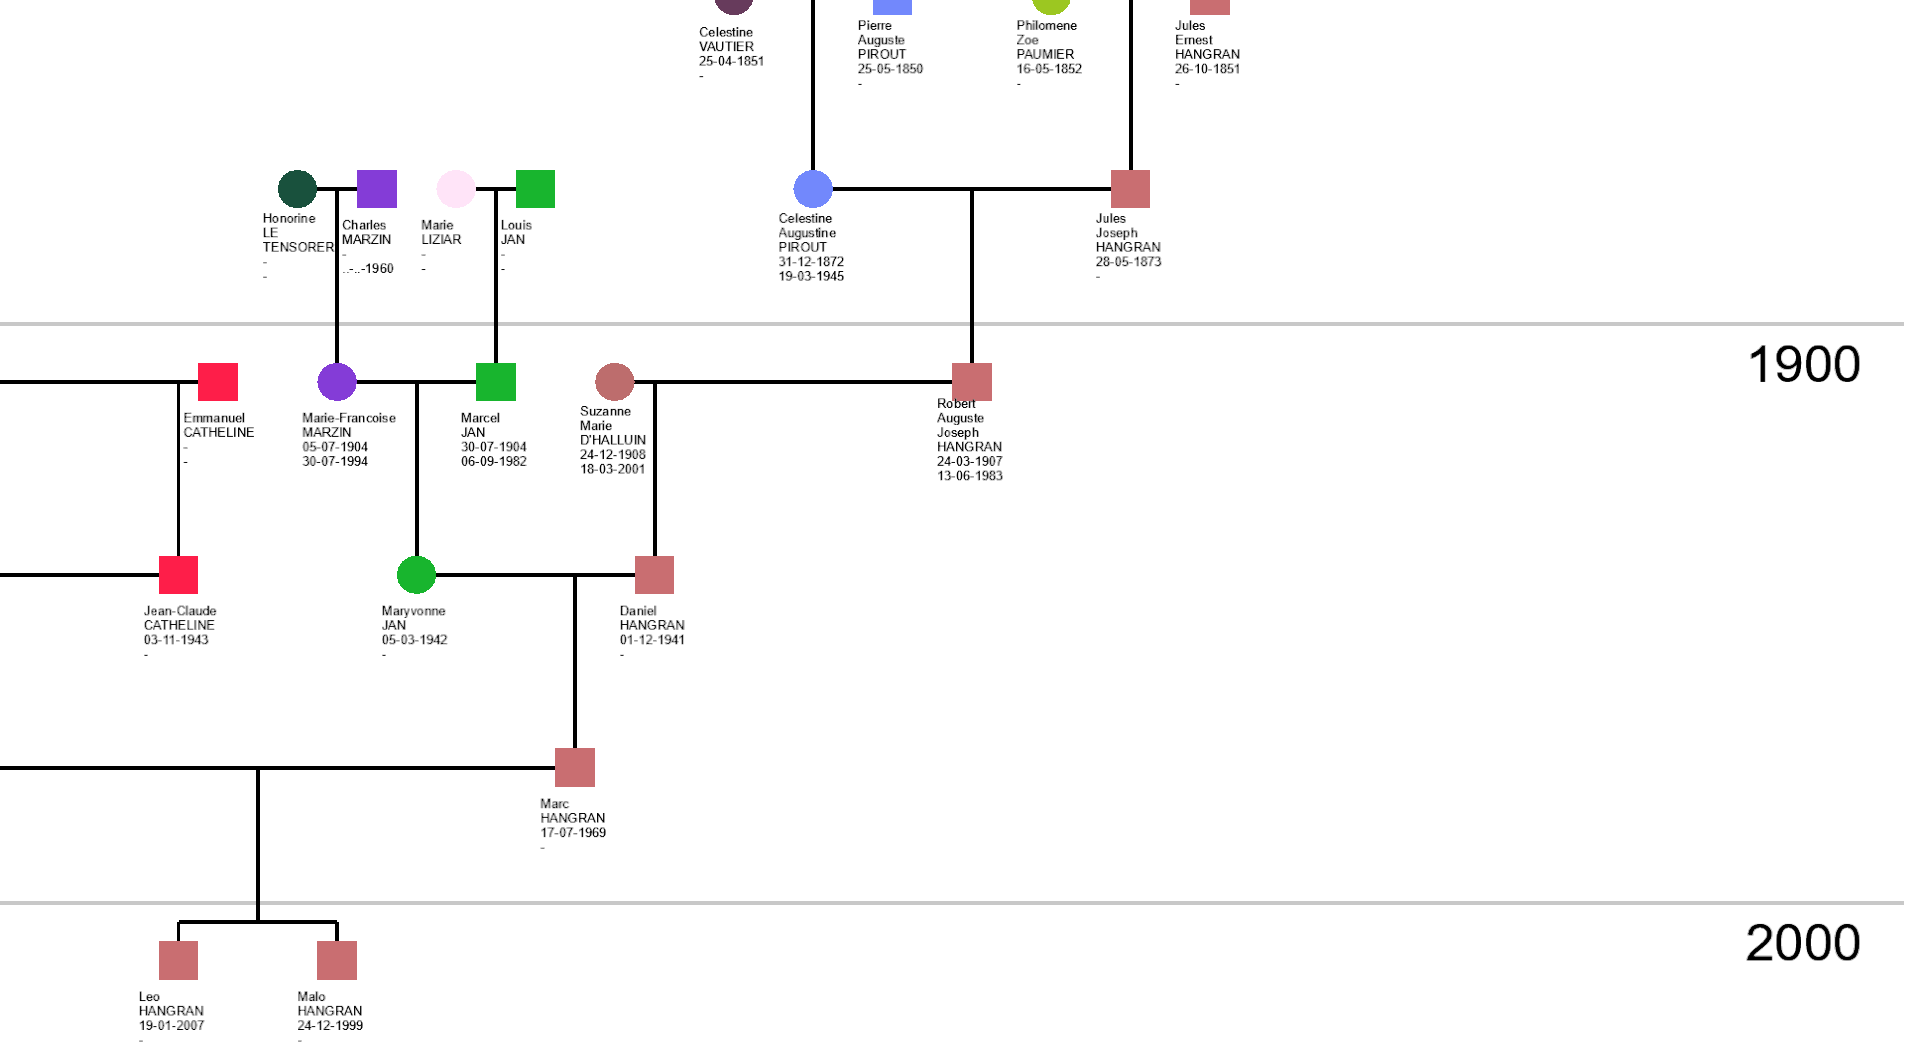 Celestine
VAUTIER
25-04-1851
-
Pierre
Auguste
PIROUT
25-05-1850
-
Philomene
Zoe
PAUMIER
16-05-1852
-
Jules
Ernest
HANGRAN
26-10-1851
-
Honorine
LE
TENSORER
-
-
Charles
MARZIN
-
..-..-1960
Marie
LIZIAR
-
-
Louis
JAN
-
-
Celestine
Augustine
PIROUT
31-12-1872
19-03-1945
Jules
Joseph
HANGRAN
28-05-1873
-
1900
Emmanuel
CATHELINE
-
-
Marie-Francoise
MARZIN
05-07-1904
30-07-1994
Marcel
JAN
30-07-1904
06-09-1982
Suzanne
Marie
D'HALLUIN
24-12-1908
18-03-2001
Robert
Auguste
Joseph
HANGRAN
24-03-1907
13-06-1983
Jean-Claude
CATHELINE
03-11-1943
-
Maryvonne
JAN
05-03-1942
-
Daniel
HANGRAN
01-12-1941
-
Marc
HANGRAN
17-07-1969
-
2000
Leo
HANGRAN
19-01-2007
-
Malo
HANGRAN
24-12-1999
-